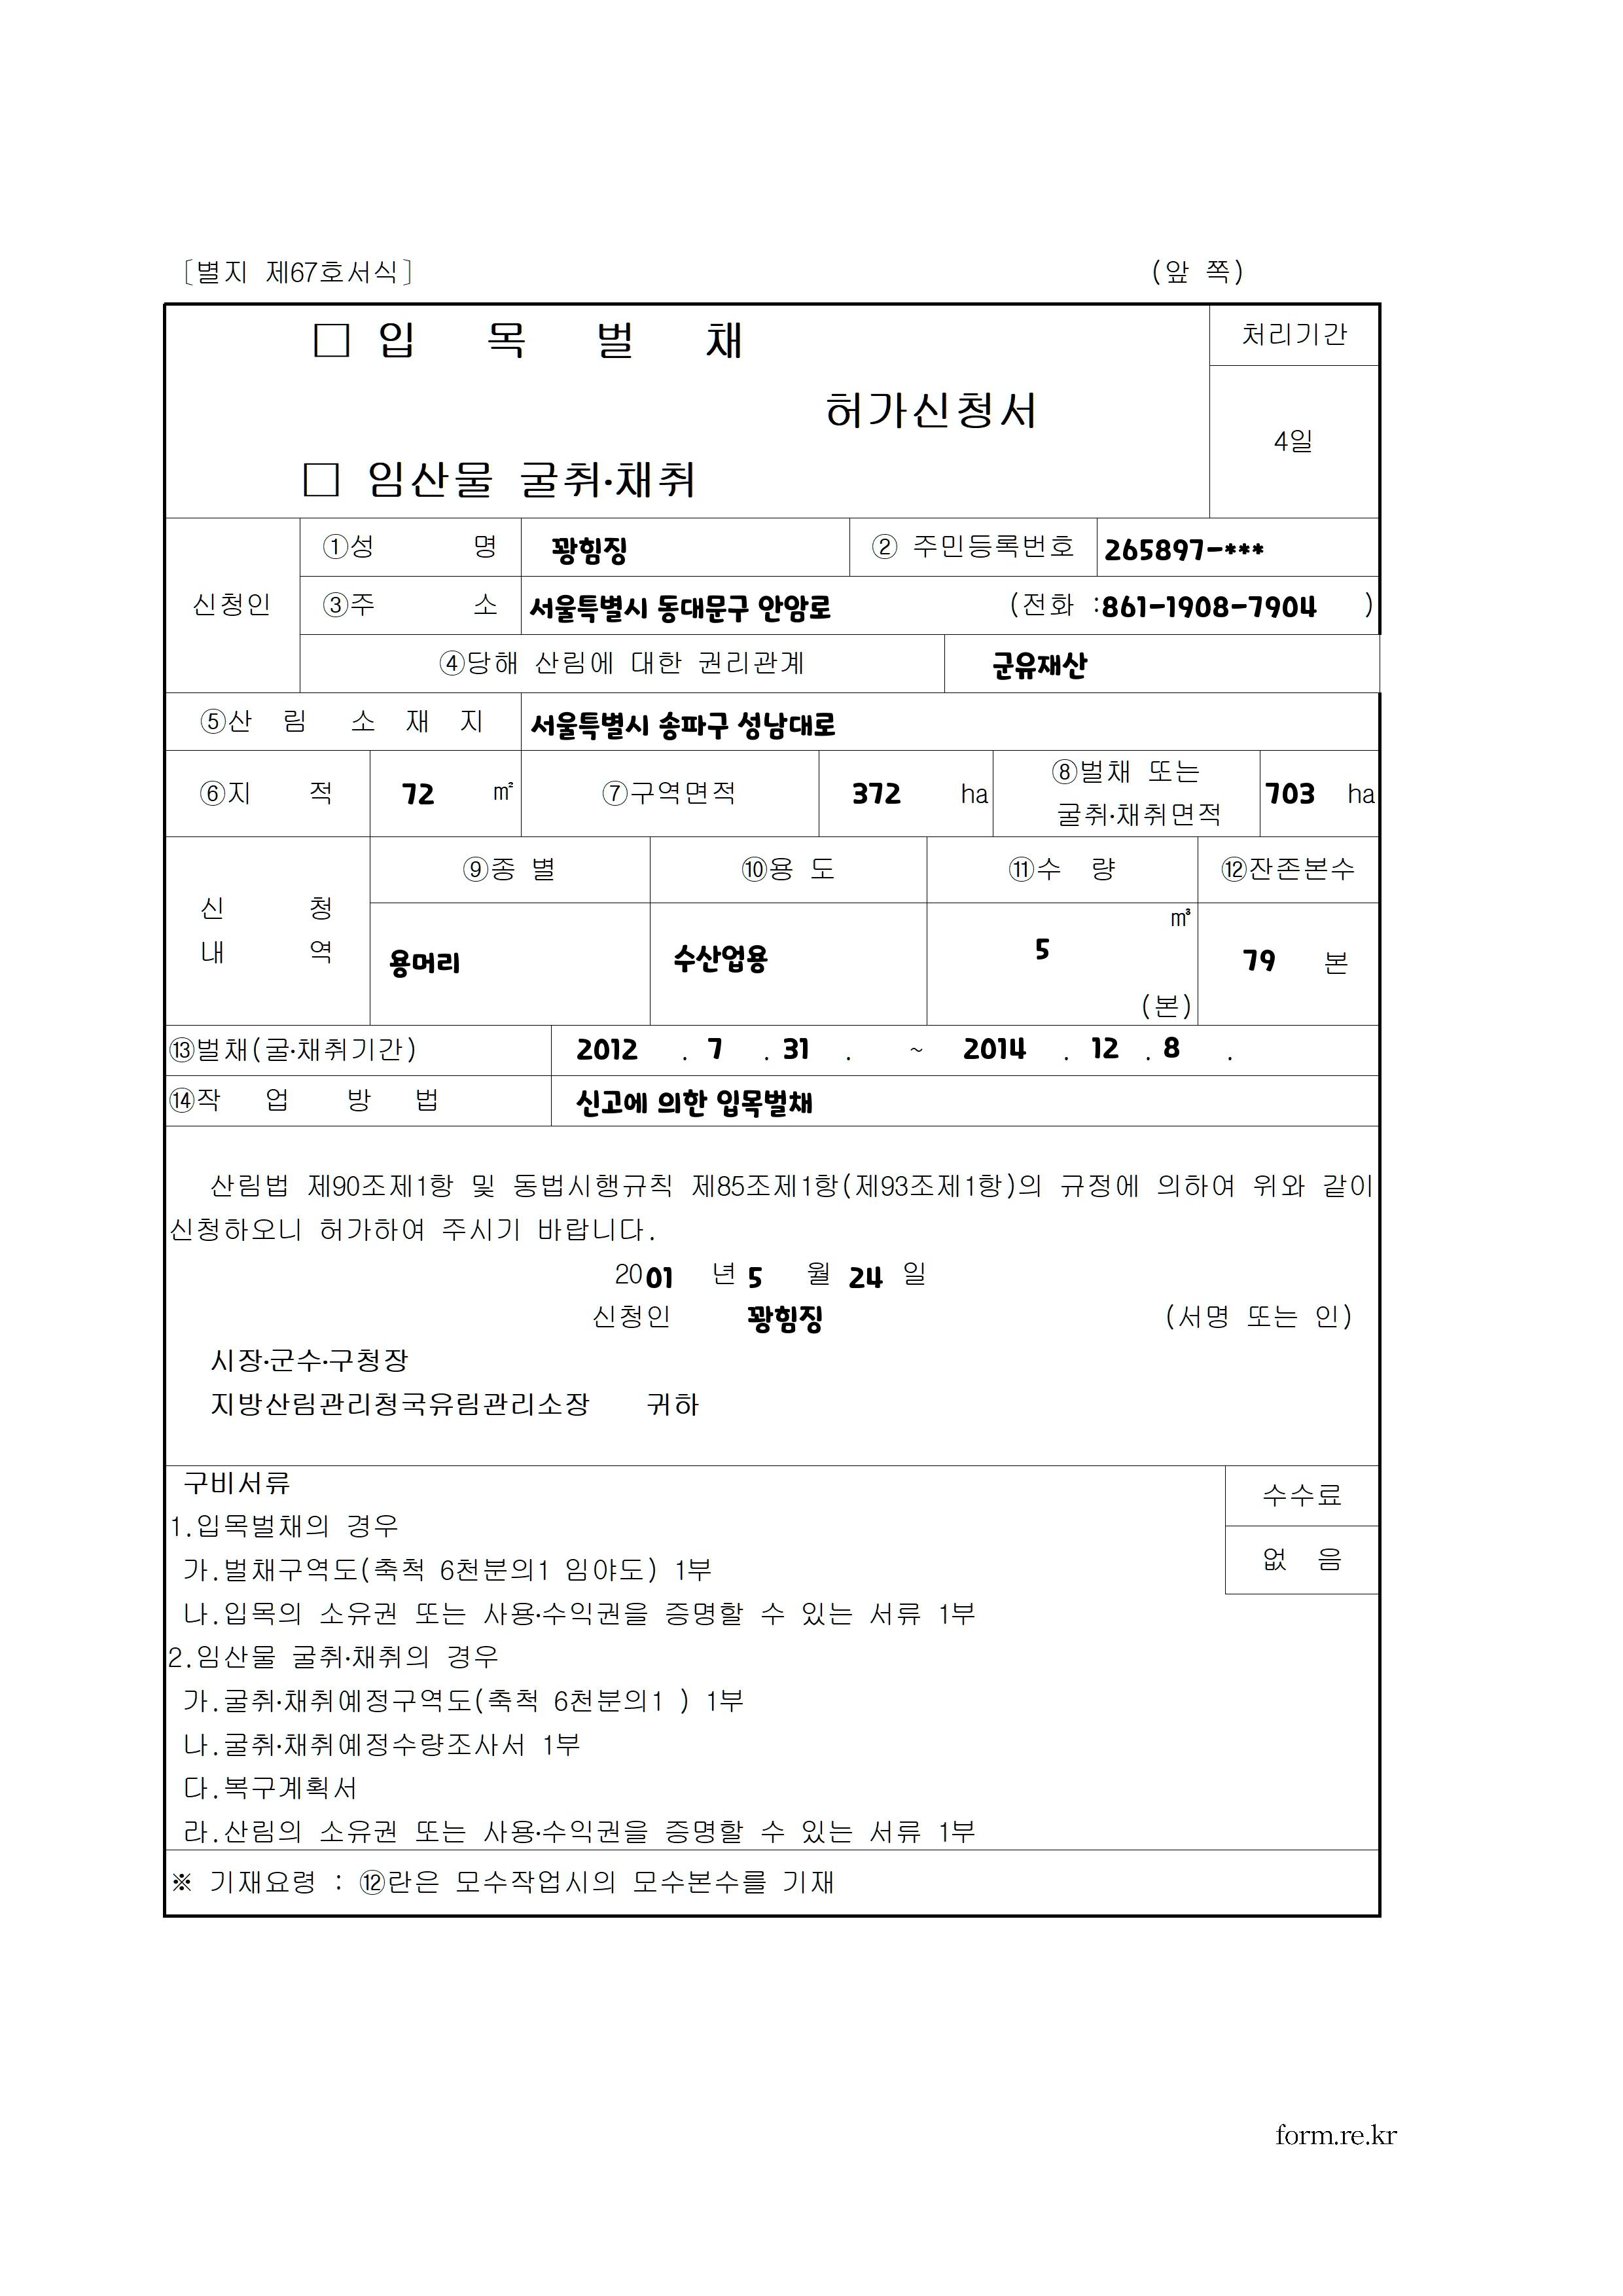 [별지 제67호서식] (앞 쪽)
□ 입 목 벌 채
허가신청서
□ 임산물 굴취·채취
처리기간
4일
신청인
①성 명 꽝힘징 ② 주민등록번호 265897-***
③주 소 서울특별시 동대문구 안암로 (전화 :861-1908-7904 )
④당해 산림에 대한 권리관계 군유재산
⑤산 림 소 재 지 서울특별시 송파구 성남대로
⑥지 적 72 ㎡ ⑦구역면적 372 ha ⑧벌채 또는 굴취·채취면적 703 ha
신 청 내 역
⑨종 별 ⑩용 도 ⑪수 량 ⑫잔존본수
용머리 수산업용 5 ㎥ (본) 79 본
⑬벌채(굴·채취기간) 2012 . 7 . 31 . ~ 2014 . 12 . 8 .
⑭작 업 방 법 신고에 의한 입목벌채
산림법 제90조제1항 및 동법시행규칙 제85조제1항(제93조제1항)의 규정에 의하여 위와 같이
신청하오니 허가하여 주시기 바랍니다.
2001 년 5 월 24 일
신청인 꽝힘징 (서명 또는 인)
시장·군수·구청장
지방산림관리청국유림관리소장 귀하
구비서류
1.입목벌채의 경우
가.벌채구역도(축척 6천분의1 임야도) 1부
나.입목의 소유권 또는 사용·수익권을 증명할 수 있는 서류 1부
2.임산물 굴취·채취의 경우
가.굴취·채취예정구역도(축척 6천분의1 ) 1부
나.굴취·채취예정수량조사서 1부
다.복구계획서
라.산림의 소유권 또는 사용·수익권을 증명할 수 있는 서류 1부
수수료
없 음
※ 기재요령 : ⑫란은 모수작업시의 모수본수를 기재
form.re.kr